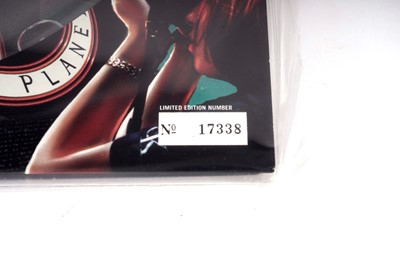 PLANE
LIMITED EDITION NUMBER
No 17338